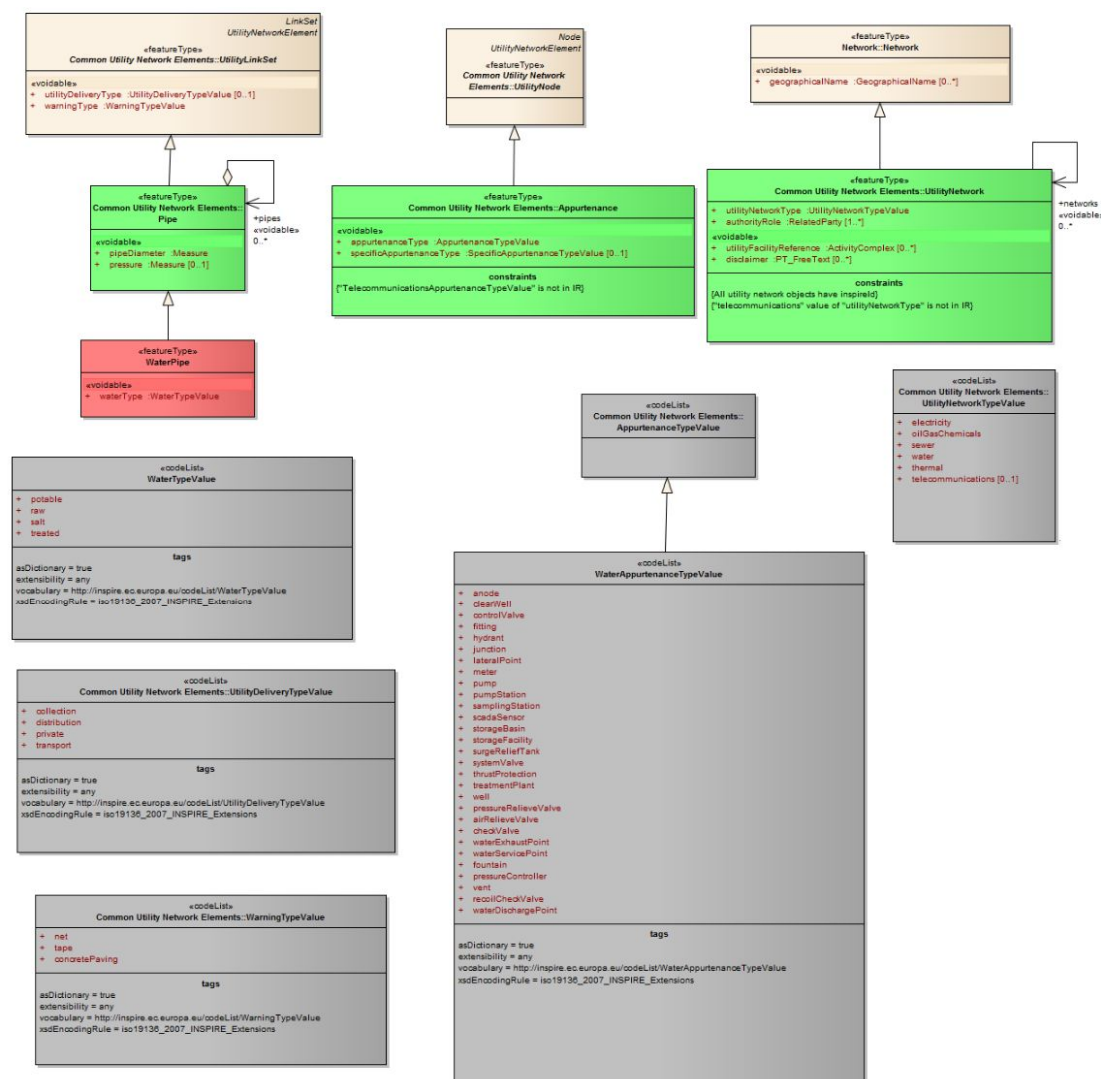 LinkSet
UtilityNetworkElement
«featureType»
Common Utility Network Elements::UtilityLinkSet
«voidable»
+ utilityDeliveryType :UtilityDeliveryTypeValue [0..1]
+ warningType :WarningTypeValue
Node
UtilityNetworkElement
«featureType»
Common Utility Network
Elements::UtilityNode
«featureType»
Network::Network
«voidable»
+ geographicalName :GeographicalName [0..*]
«featureType»
Common Utility Network Elements::
Pipe
«voidable»
+ pipeDiameter :Measure
+ pressure :Measure [0..1]
+pipes
«voidable»
0..*
«featureType»
Common Utility Network Elements::Appurtenance
«voidable»
+ appurtenanceType :AppurtenanceTypeValue
+ specificAppurtenanceType :SpecificAppurtenanceTypeValue [0..1]
constraints
{"TelecommunicationsAppurtenanceTypeValue" is not in IR}
«featureType»
Common Utility Network Elements::UtilityNetwork
+ utilityNetworkType :UtilityNetworkTypeValue
+ authorityRole :RelatedParty [1..*]
«voidable»
+ utilityFacilityReference :ActivityComplex [0..*]
+ disclaimer :PT_FreeText [0..*]
constraints
{All utility network objects have inspireId}
{"telecommunications" value of "utilityNetworkType" is not in IR}
+networks
«voidable»
0..*
«featureType»
WaterPipe
«voidable»
+ waterType :WaterTypeValue
«codeList»
Common Utility Network Elements::
AppurtenanceTypeValue
«codeList»
Common Utility Network Elements::
UtilityNetworkTypeValue
+ electricity
+ oilGasChemicals
+ sewer
+ water
+ thermal
+ telecommunications [0..1]
«codeList»
WaterTypeValue
+ potable
+ raw
+ salt
+ treated
tags
asDictionary = true
extensibility = any
vocabulary = http://inspire.ec.europa.eu/codeList/WaterTypeValue
xsdEncodingRule = iso19136_2007_INSPIRE_Extensions
«codeList»
WaterAppurtenanceTypeValue
+ anode
+ clearWell
+ controlValve
+ fitting
+ hydrant
+ junction
+ lateralPoint
+ meter
+ pump
+ pumpStation
+ samplingStation
+ scadaSensor
+ storageBasin
+ storageFacility
+ surgeReliefTank
+ systemValve
+ thrustProtection
+ treatmentPlant
+ well
+ pressureRelieveValve
+ airRelieveValve
+ checkValve
+ waterExhaustPoint
+ waterServicePoint
+ fountain
+ pressureController
+ vent
+ recoilCheckValve
+ waterDischargePoint
tags
asDictionary = true
extensibility = any
vocabulary = http://inspire.ec.europa.eu/codeList/WaterAppurtenanceTypeValue
xsdEncodingRule = iso19136_2007_INSPIRE_Extensions
«codeList»
Common Utility Network Elements::UtilityDeliveryTypeValue
+ collection
+ distribution
+ private
+ transport
tags
asDictionary = true
extensibility = any
vocabulary = http://inspire.ec.europa.eu/codeList/UtilityDeliveryTypeValue
xsdEncodingRule = iso19136_2007_INSPIRE_Extensions
«codeList»
Common Utility Network Elements::WarningTypeValue
+ net
+ tape
+ concretePaving
tags
asDictionary = true
extensibility = any
vocabulary = http://inspire.ec.europa.eu/codeList/WarningTypeValue
xsdEncodingRule = iso19136_2007_INSPIRE_Extensions